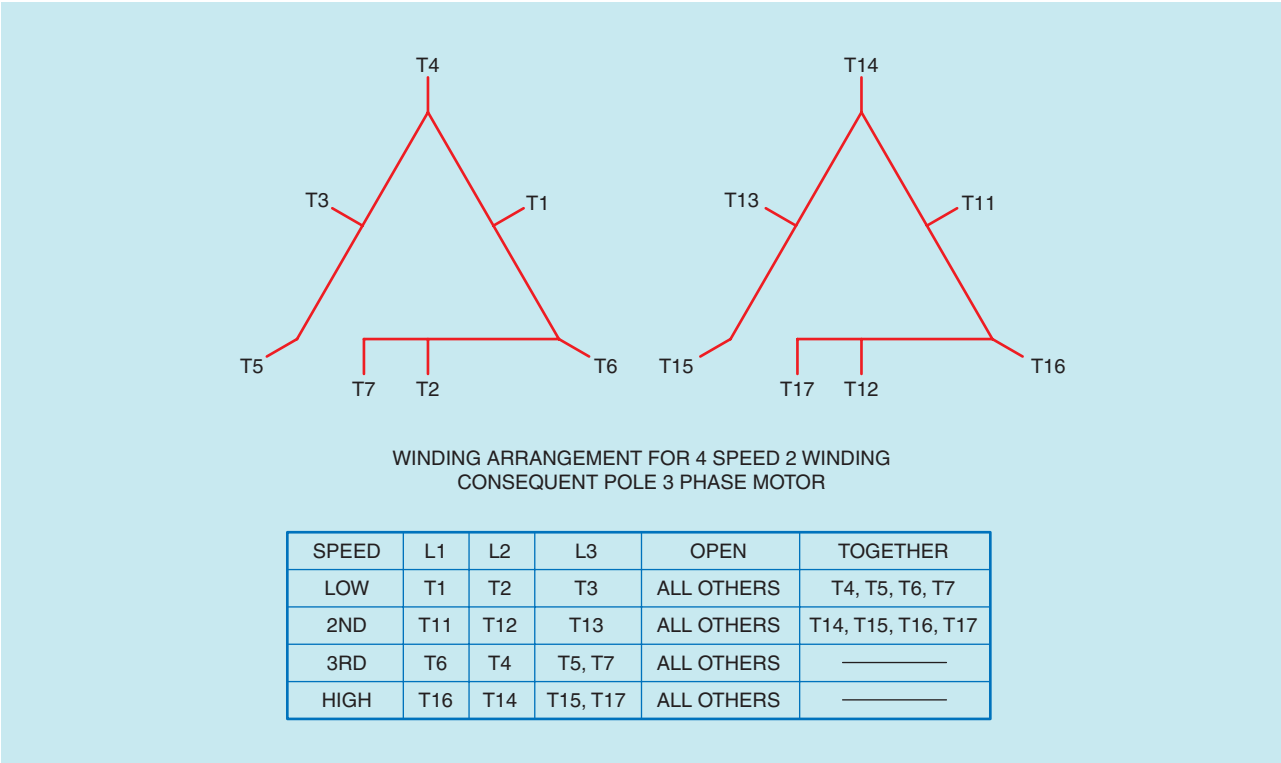 T4
T14
T3
T1
T13
T11
T5
T7
T2
T6
T15
T17
T12
T16
WINDING ARRANGEMENT FOR 4 SPEED 2 WINDING
CONSEQUENT POLE 3 PHASE MOTOR
SPEED L1 L2 L3 OPEN TOGETHER
LOW T1 T2 T3 ALL OTHERS T4, T5, T6, T7
2ND T11 T12 T13 ALL OTHERS T14, T15, T16, T17
3RD T6 T4 T5, T7 ALL OTHERS
HIGH T16 T14 T15, T17 ALL OTHERS